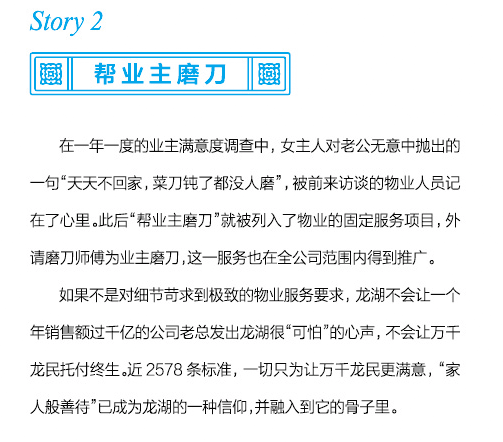 Story 2
帮业主磨刀
在一年一度的业主满意度调查中，女主人对老公无意中抛出的
一句“天天不回家，菜刀钝了都没人磨”，被前来访谈的物业人员记
在了心里。此后“帮业主磨刀”就被列入了物业的固定服务项目，外
请磨刀师傅为业主磨刀，这一服务也在全公司范围内得到推广。
如果不是对细节苛求到极致的物业服务要求，龙湖不会让一个
年销售额过千亿的公司老总发出龙湖很“可怕”的心声，不会让万千
龙民托付终生。近 2578 条标准，一切只为让万千龙民更满意，“家
人般善待”已成为龙湖的一种信仰，并融入到它的骨子里。